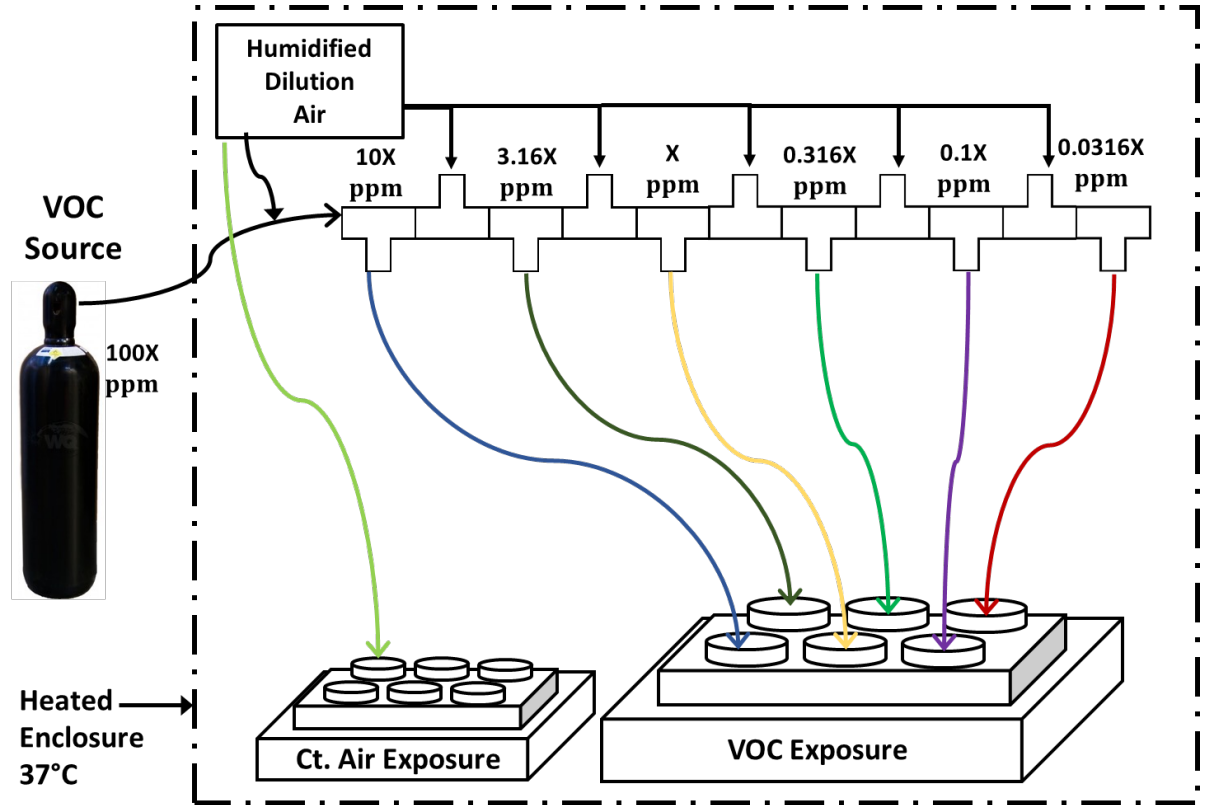 Humidified
Dilution
Air
10X
ppm
3.16X
ppm
X
ppm
0.316X
ppm
0.1X
ppm
0.0316X
ppm
VOC
Source
100X
ppm
WG
Heated
Enclosure
37°C
Ct. Air Exposure
VOC Exposure